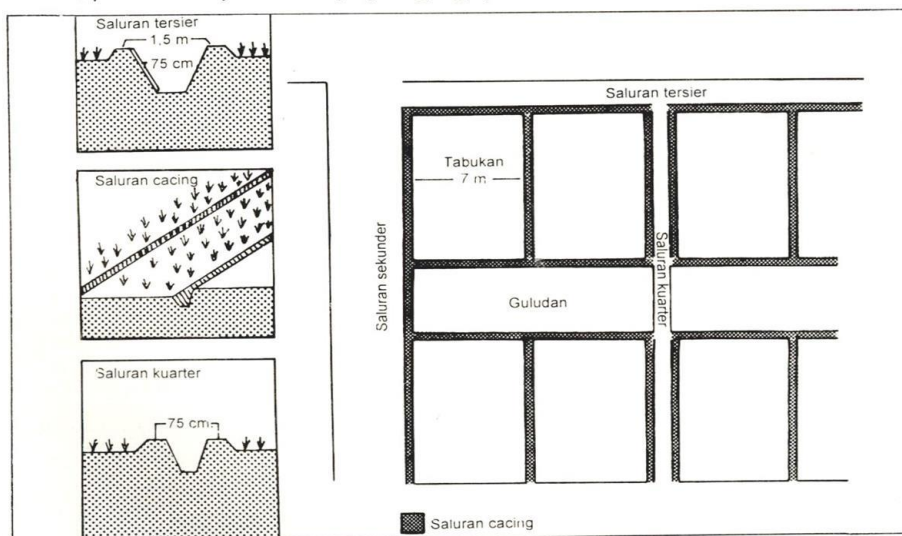 Saluran tersier
1,5 m
75 cm
Saluran cacing
Saluran kuarter
75 cm
Saluran tersier
Tabukan
7 m
Saluran sekunder
Saluran kuarter
Guludan
Saluran cacing